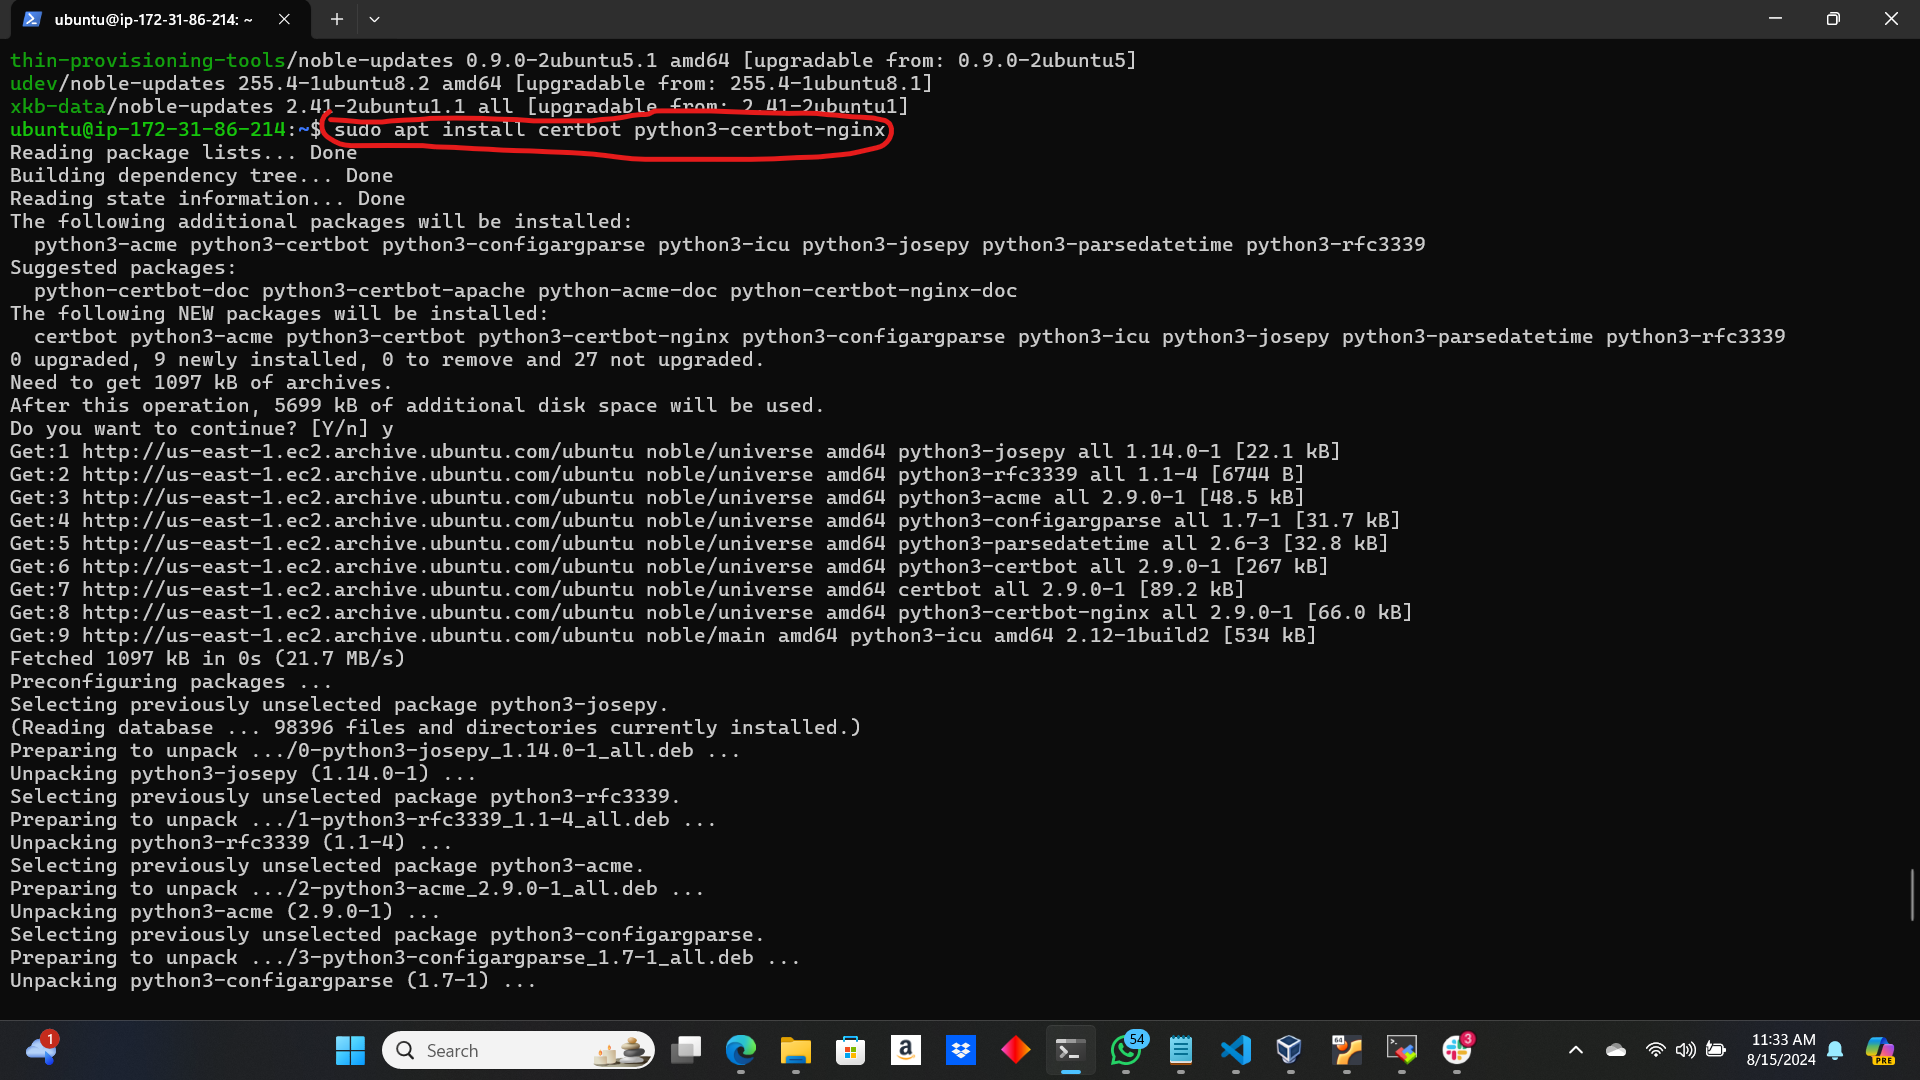 ubuntu@ip-172-31-86-214: ~
thin-provisioning-tools/noble-updates 0.9.0-2ubuntu5.1 amd64 [upgradable from: 0.9.0-2ubuntu5]
udev/noble-updates 255.4-1ubuntu8.2 amd64 [upgradable from: 255.4-1ubuntu8.1]
xkb-data/noble-updates 2.41-2ubuntu1.1 all [upgradable from: 2.41-2ubuntu1]
ubuntu@ip-172-31-86-214:~$ sudo apt install certbot python3-certbot-nginx
Reading package lists... Done
Building dependency tree... Done
Reading state information... Done
The following additional packages will be installed:
python3-acme python3-certbot python3-configargparse python3-icu python3-josepy python3-parsedatetime python3-rfc3339
Suggested packages:
python-certbot-doc python3-certbot-apache python-acme-doc python-certbot-nginx-doc
The following NEW packages will be installed:
certbot python3-acme python3-certbot python3-certbot-nginx python3-configargparse python3-icu python3-josepy python3-parsedatetime python3-rfc3339
0 upgraded, 9 newly installed, 0 to remove and 27 not upgraded.
Need to get 1097 kB of archives.
After this operation, 5699 kB of additional disk space will be used.
Do you want to continue? [Y/n] y
Get:1 http://us-east-1.ec2.archive.ubuntu.com/ubuntu noble/universe amd64 python3-josepy all 1.14.0-1 [22.1 kB]
Get:2 http://us-east-1.ec2.archive.ubuntu.com/ubuntu noble/universe amd64 python3-rfc3339 all 1.1-4 [6744 B]
Get:3 http://us-east-1.ec2.archive.ubuntu.com/ubuntu noble/universe amd64 python3-acme all 2.9.0-1 [48.5 kB]
Get:4 http://us-east-1.ec2.archive.ubuntu.com/ubuntu noble/universe amd64 python3-configargparse all 1.7-1 [31.7 kB]
Get:5 http://us-east-1.ec2.archive.ubuntu.com/ubuntu noble/universe amd64 python3-parsedatetime all 2.6-3 [32.8 kB]
Get:6 http://us-east-1.ec2.archive.ubuntu.com/ubuntu noble/universe amd64 python3-certbot all 2.9.0-1 [267 kB]
Get:7 http://us-east-1.ec2.archive.ubuntu.com/ubuntu noble/universe amd64 certbot all 2.9.0-1 [89.2 kB]
Get:8 http://us-east-1.ec2.archive.ubuntu.com/ubuntu noble/universe amd64 python3-certbot-nginx all 2.9.0-1 [66.0 kB]
Get:9 http://us-east-1.ec2.archive.ubuntu.com/ubuntu noble/main amd64 python3-icu amd64 2.12-1build2 [534 kB]
Fetched 1097 kB in 0s (21.7 MB/s)
Preconfiguring packages ...
Selecting previously unselected package python3-josepy.
(Reading database ... 98396 files and directories currently installed.)
Preparing to unpack .../0-python3-josepy_1.14.0-1_all.deb ...
Unpacking python3-josepy (1.14.0-1) ...
Selecting previously unselected package python3-rfc3339.
Preparing to unpack .../1-python3-rfc3339_1.1-4_all.deb ...
Unpacking python3-rfc3339 (1.1-4) ...
Selecting previously unselected package python3-acme.
Preparing to unpack .../2-python3-acme_2.9.0-1_all.deb ...
Unpacking python3-acme (2.9.0-1) ...
Selecting previously unselected package python3-configargparse.
Preparing to unpack .../3-python3-configargparse_1.7-1_all.deb ...
Unpacking python3-configargparse (1.7-1) ...
1
Search
a
54
64
3
11:33 AM
8/15/2024
PRE